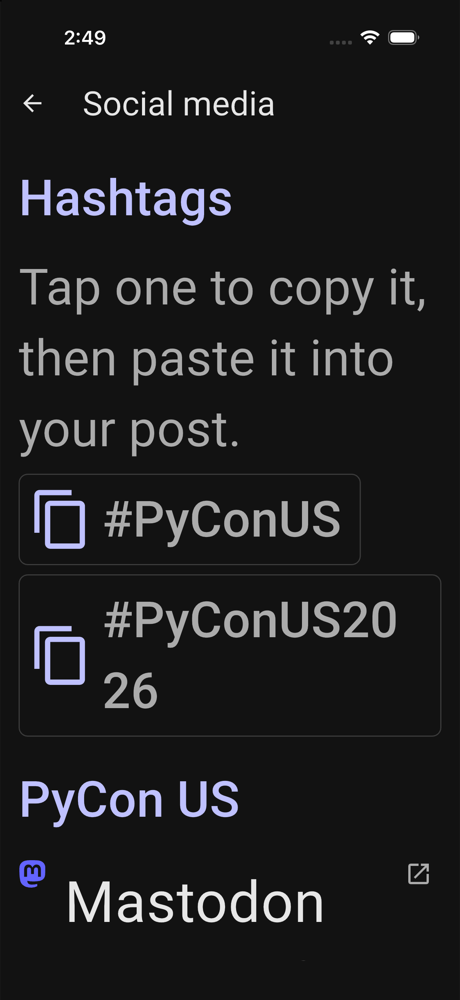 2:49
Social media
Hashtags
Tap one to copy it,
then paste it into
your post.
#PyConUS
#PyConUS20
26
PyCon US
Mastodon